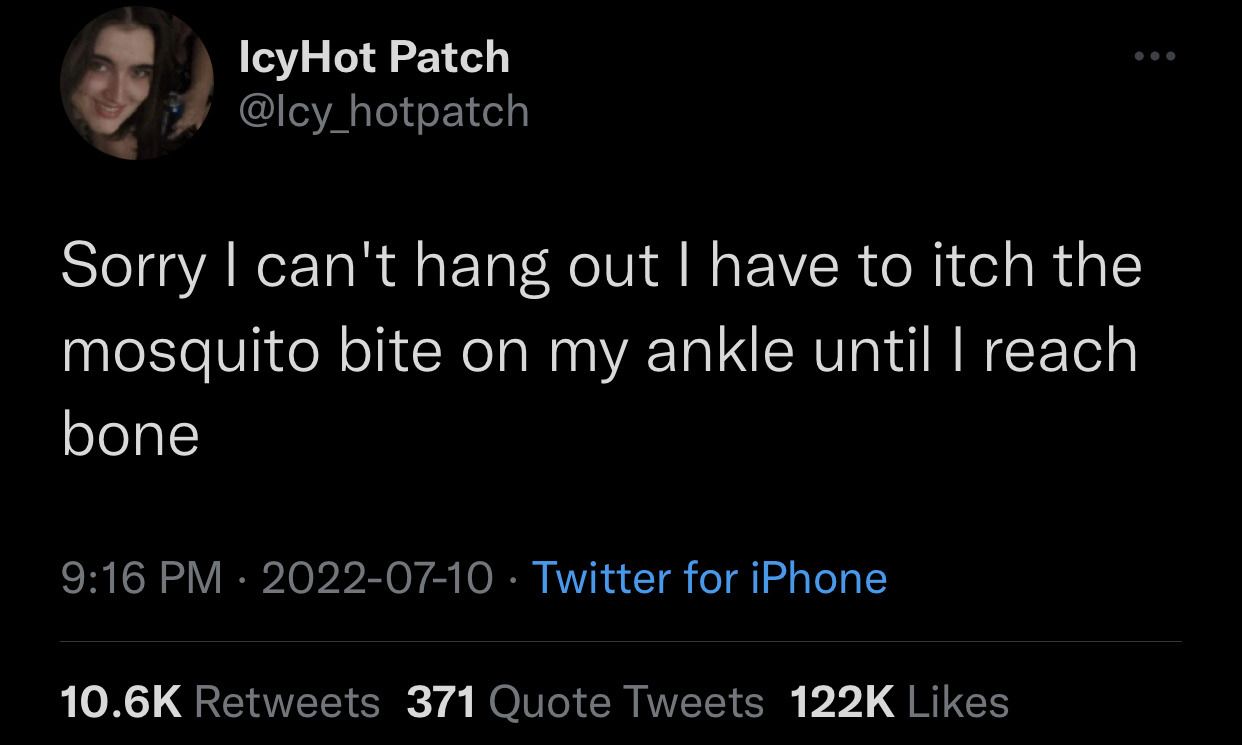 IcyHot Patch
@Icy_hotpatch
Sorry I can't hang out I have to itch the
mosquito bite on my ankle until I reach
bone
9:16 PM · 2022-07-10 · Twitter for iPhone
10.6K Retweets 371 Quote Tweets 122K Likes